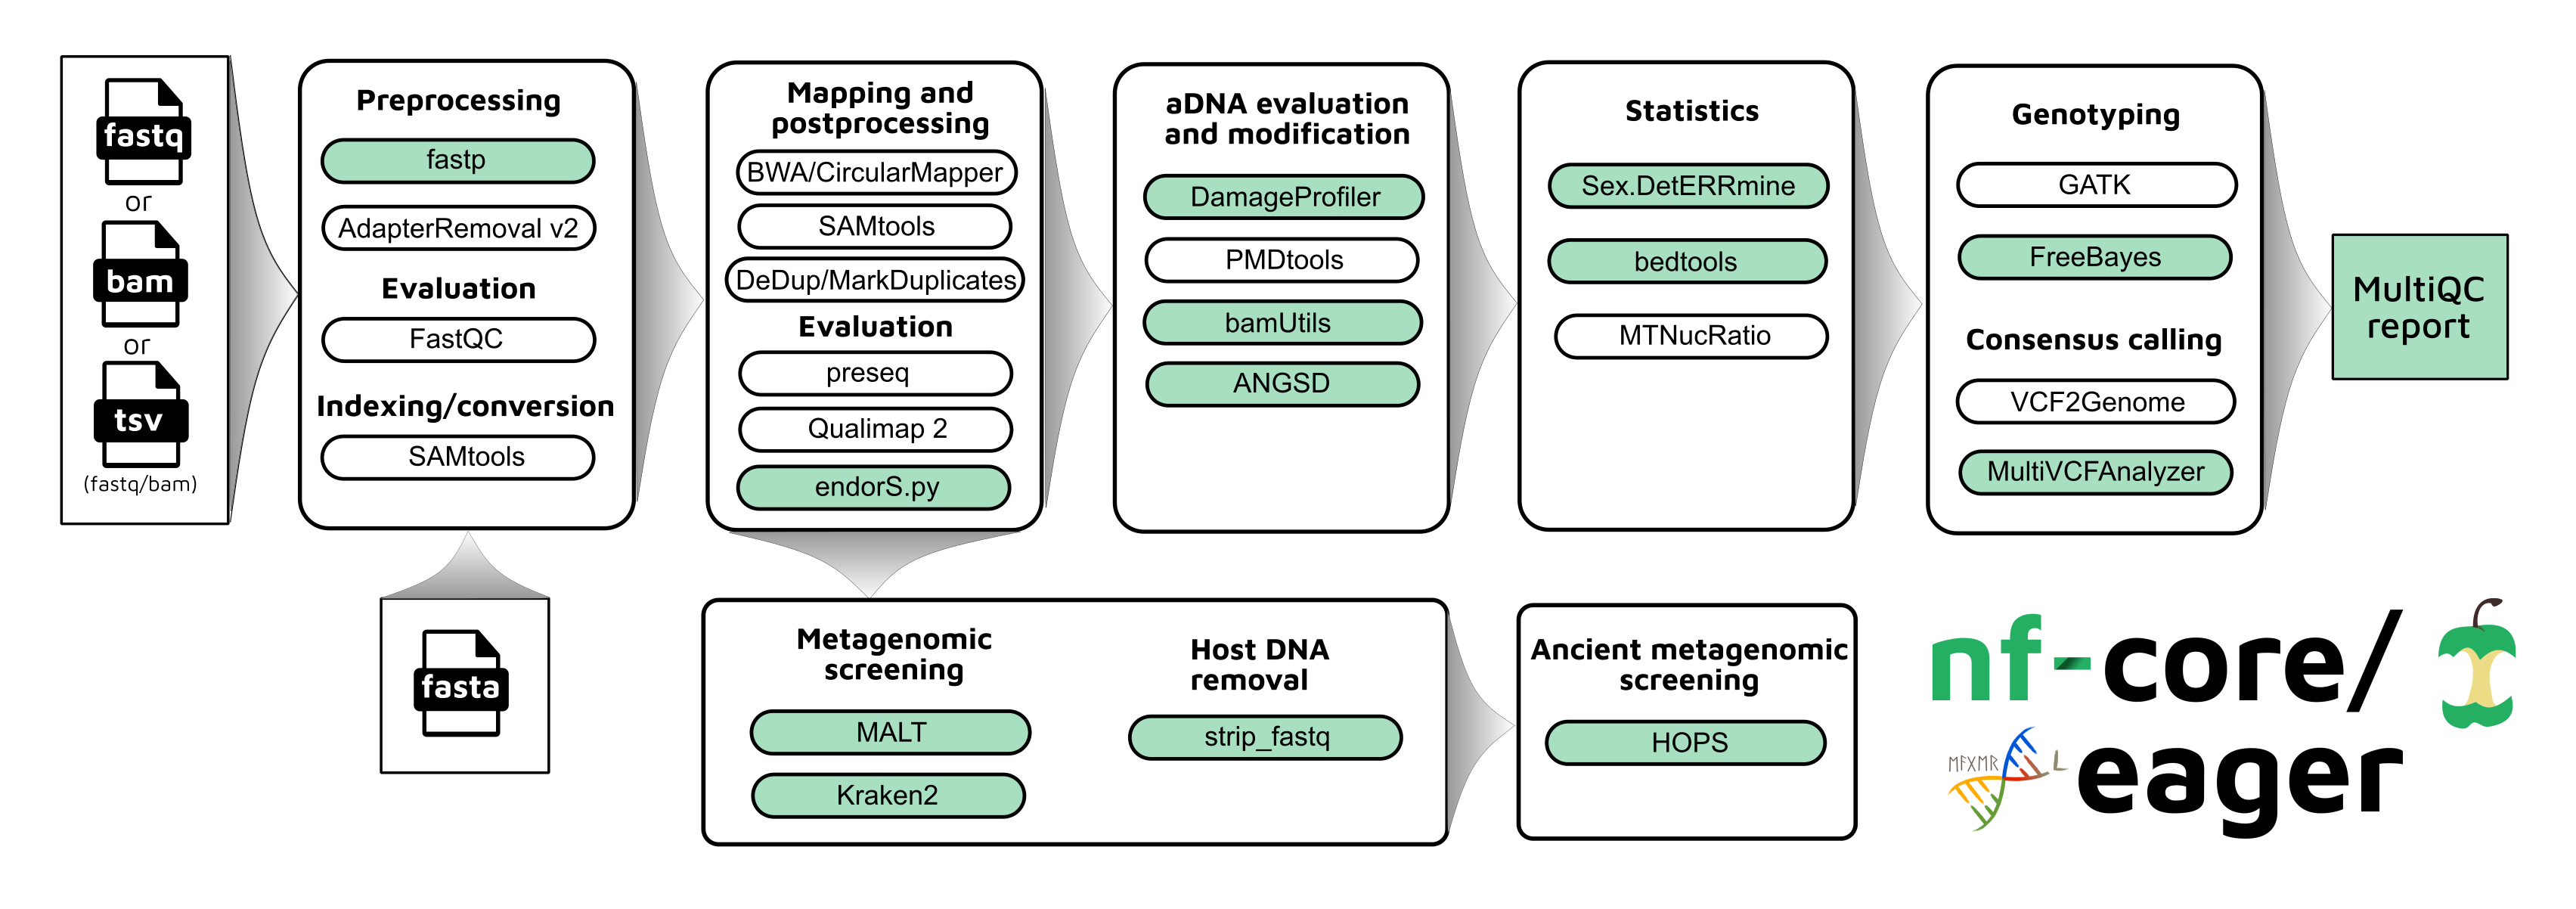 fastq
or
bam
or
tsv
(fastq/bam)
Preprocessing
fastp
AdapterRemoval v2
Evaluation
FastQC
Indexing/conversion
SAMtools
fasta
Mapping and
postprocessing
BWA/CircularMapper
SAMtools
DeDup/MarkDuplicates
Evaluation
preseq
Qualimap 2
endorS.py
aDNA evaluation
and modification
DamageProfiler
PMDtools
bamUtils
ANGSD
Statistics
Sex.DetERRmine
bedtools
MTNucRatio
Genotyping
GATK
FreeBayes
Consensus calling
VCF2Genome
MultiVCFAnalyzer
MultiQC
report
Metagenomic
screening
MALT
Kraken2
Host DNA
removal
strip_fastq
Ancient metagenomic
screening
HOPS
nf-core/
eager